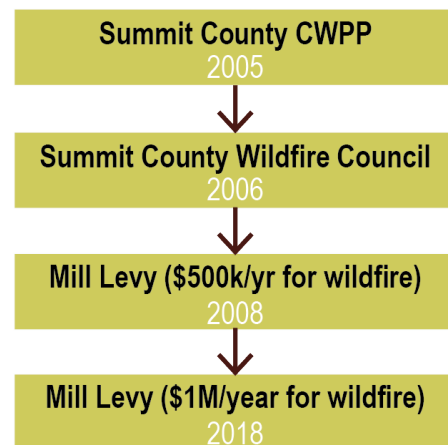 Summit County CWPP
2005
Summit County Wildfire Council
2006
Mill Levy ($500k/yr for wildfire)
2008
Mill Levy ($1M/year for wildfire)
2018